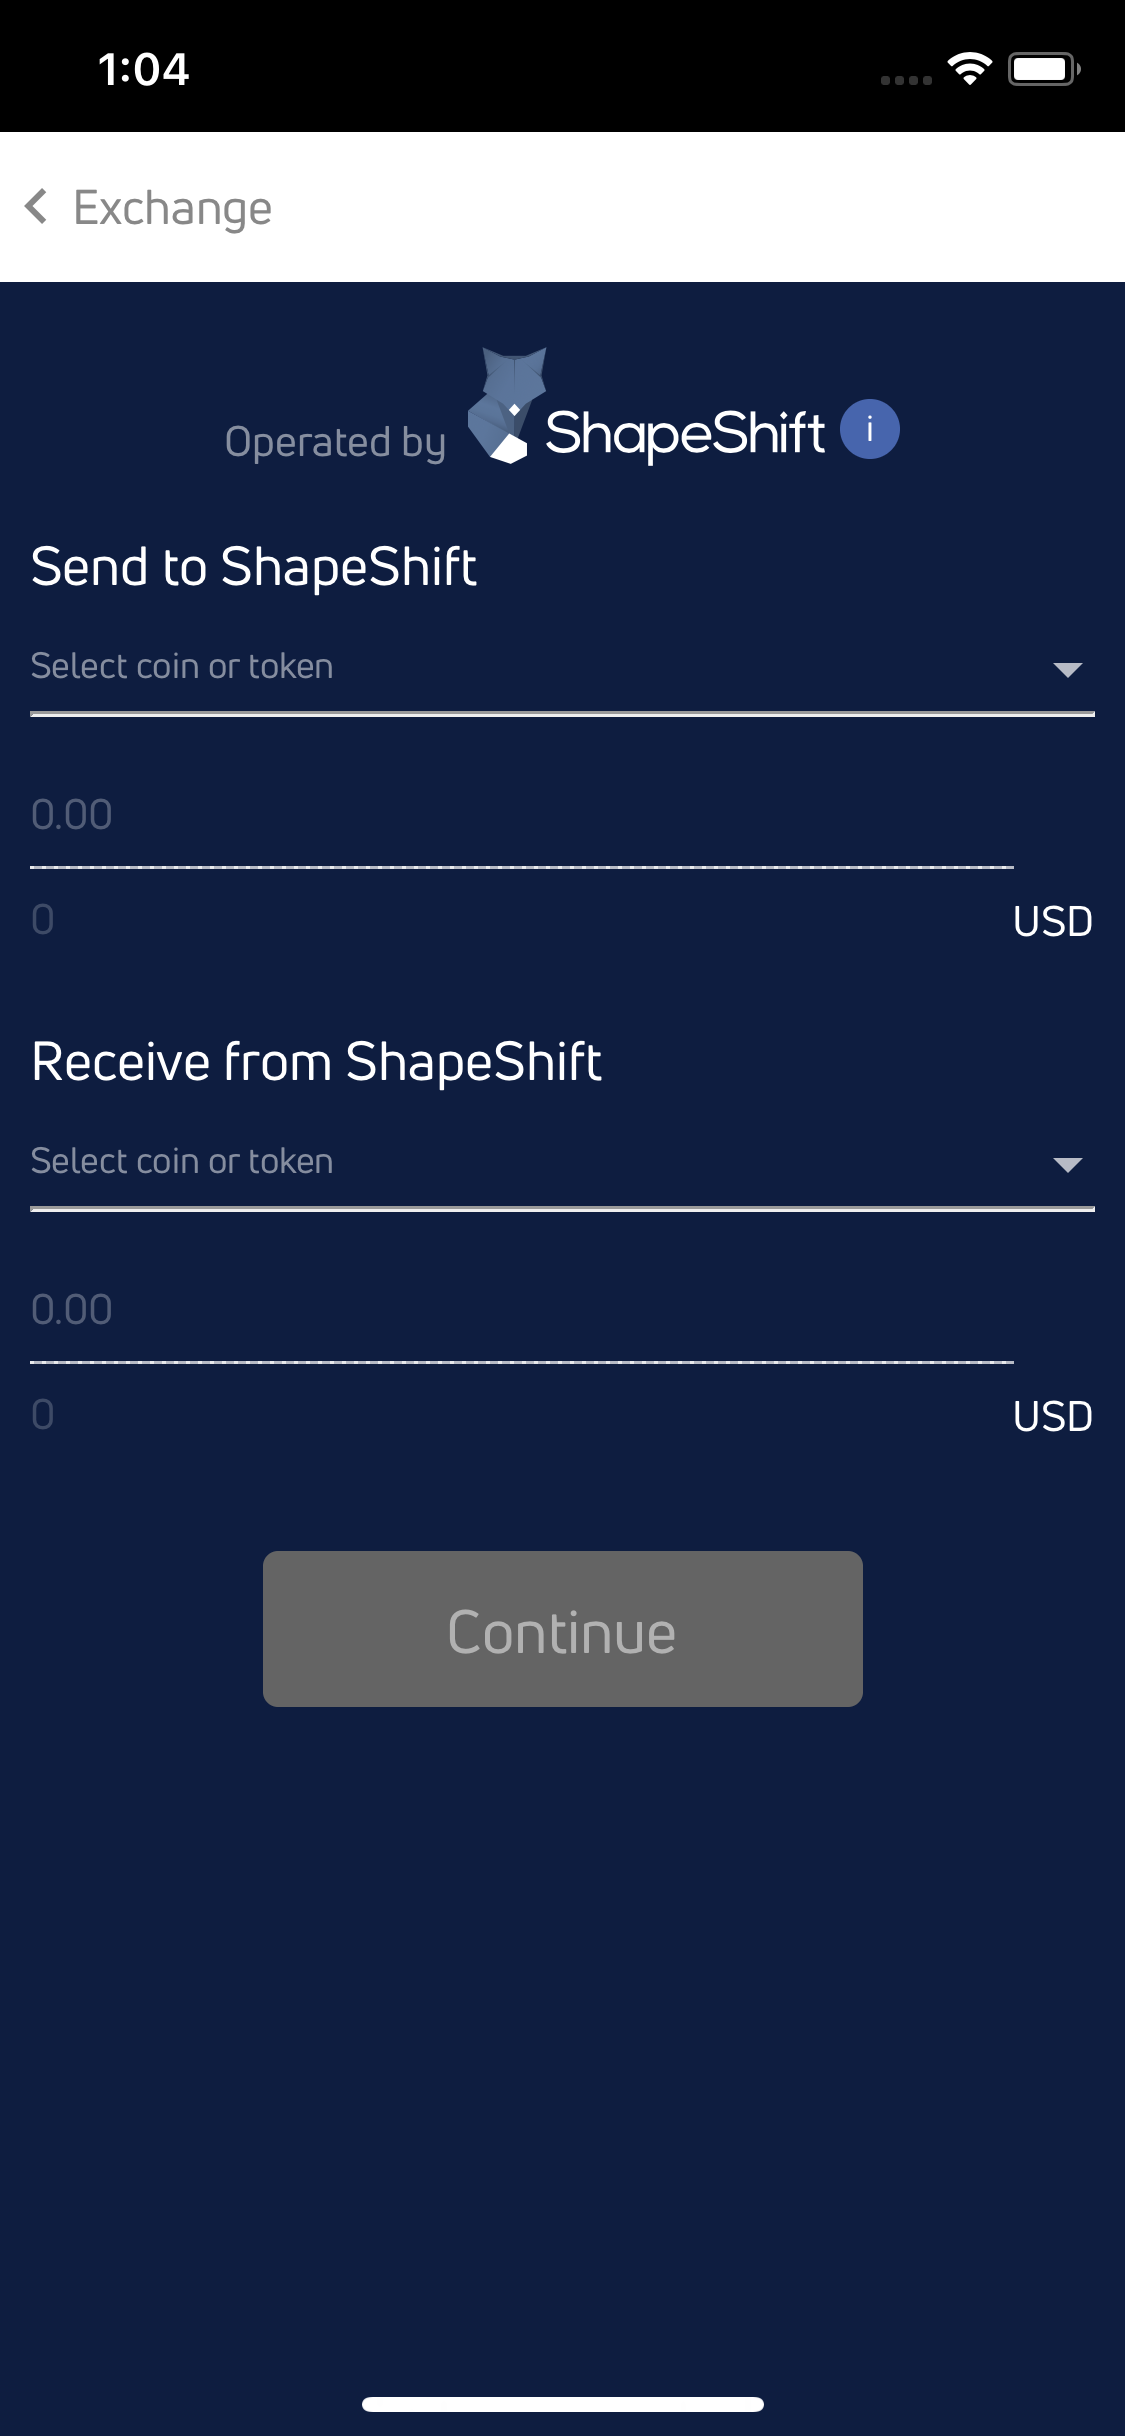 1:04
Exchange
Operated by ShapeShift i
Send to ShapeShift
Select coin or token
0.00
0 USD
Receive from ShapeShift
Select coin or token
0.00
0 USD
Continue